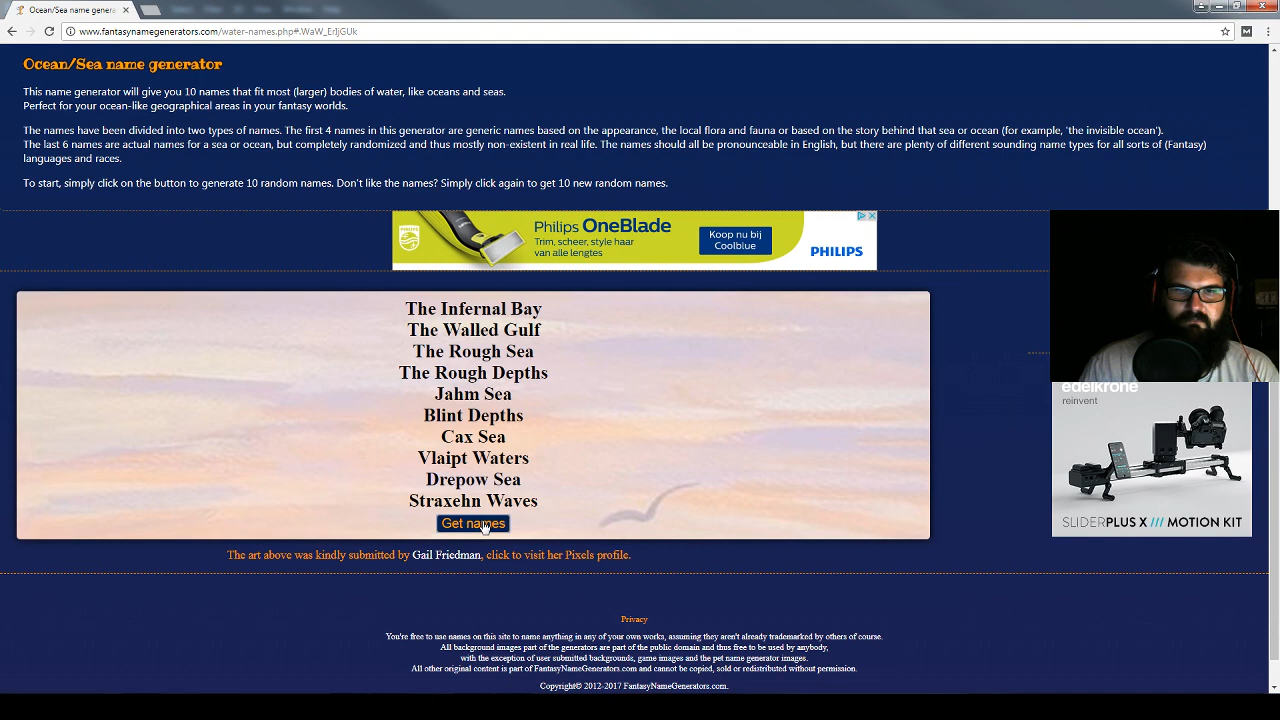 Ocean/Sea name genera
www.fantasynamegenerators.com/water-names.php#.WaW_ErljGUk
Ocean/Sea name generator
This name generator will give you 10 names that fit most (larger) bodies of water, like oceans and seas.
Perfect for your ocean-like geographical areas in your fantasy worlds.
The names have been divided into two types of names. The first 4 names in this generator are generic names based on the appearance, the local flora and fauna or based on the story behind that sea or ocean (for example, 'the invisible ocean').
The last 6 names are actual names for a sea or ocean, but completely randomized and thus mostly non-existent in real life. The names should all be pronounceable in English, but there are plenty of different sounding name types for all sorts of (Fantasy)
languages and races.
To start, simply click on the button to generate 10 random names. Don't like the names? Simply click again to get 10 new random names.
Philips OneBlade
Trim, scheer, style haar
van alle lengtes
Koop nu bij
Coolblue
PHILIPS
The Infernal Bay
The Walled Gulf
The Rough Sea
The Rough Depths
Jahm Sea
Blint Depths
Cax Sea
Vlaipt Waters
Drepow Sea
Straxehn Waves
Get names
The art above was kindly submitted by Gail Friedman, click to visit her Pixels profile.
edelkrone
reinvent
SLIDERPLUS X /// MOTION KIT
Privacy
You're free to use names on this site to name anything in any of your own works, assuming they aren't already trademarked by others of course.
All background images part of the generators are part of the public domain and thus free to be used by anybody,
with the exception of user submitted backgrounds, game images and the pet name generator images.
All other original content is part of FantasyNameGenerators.com and cannot be copied, sold or redistributed without permission.
Copyright© 2012-2017 FantasyNameGenerators.com.